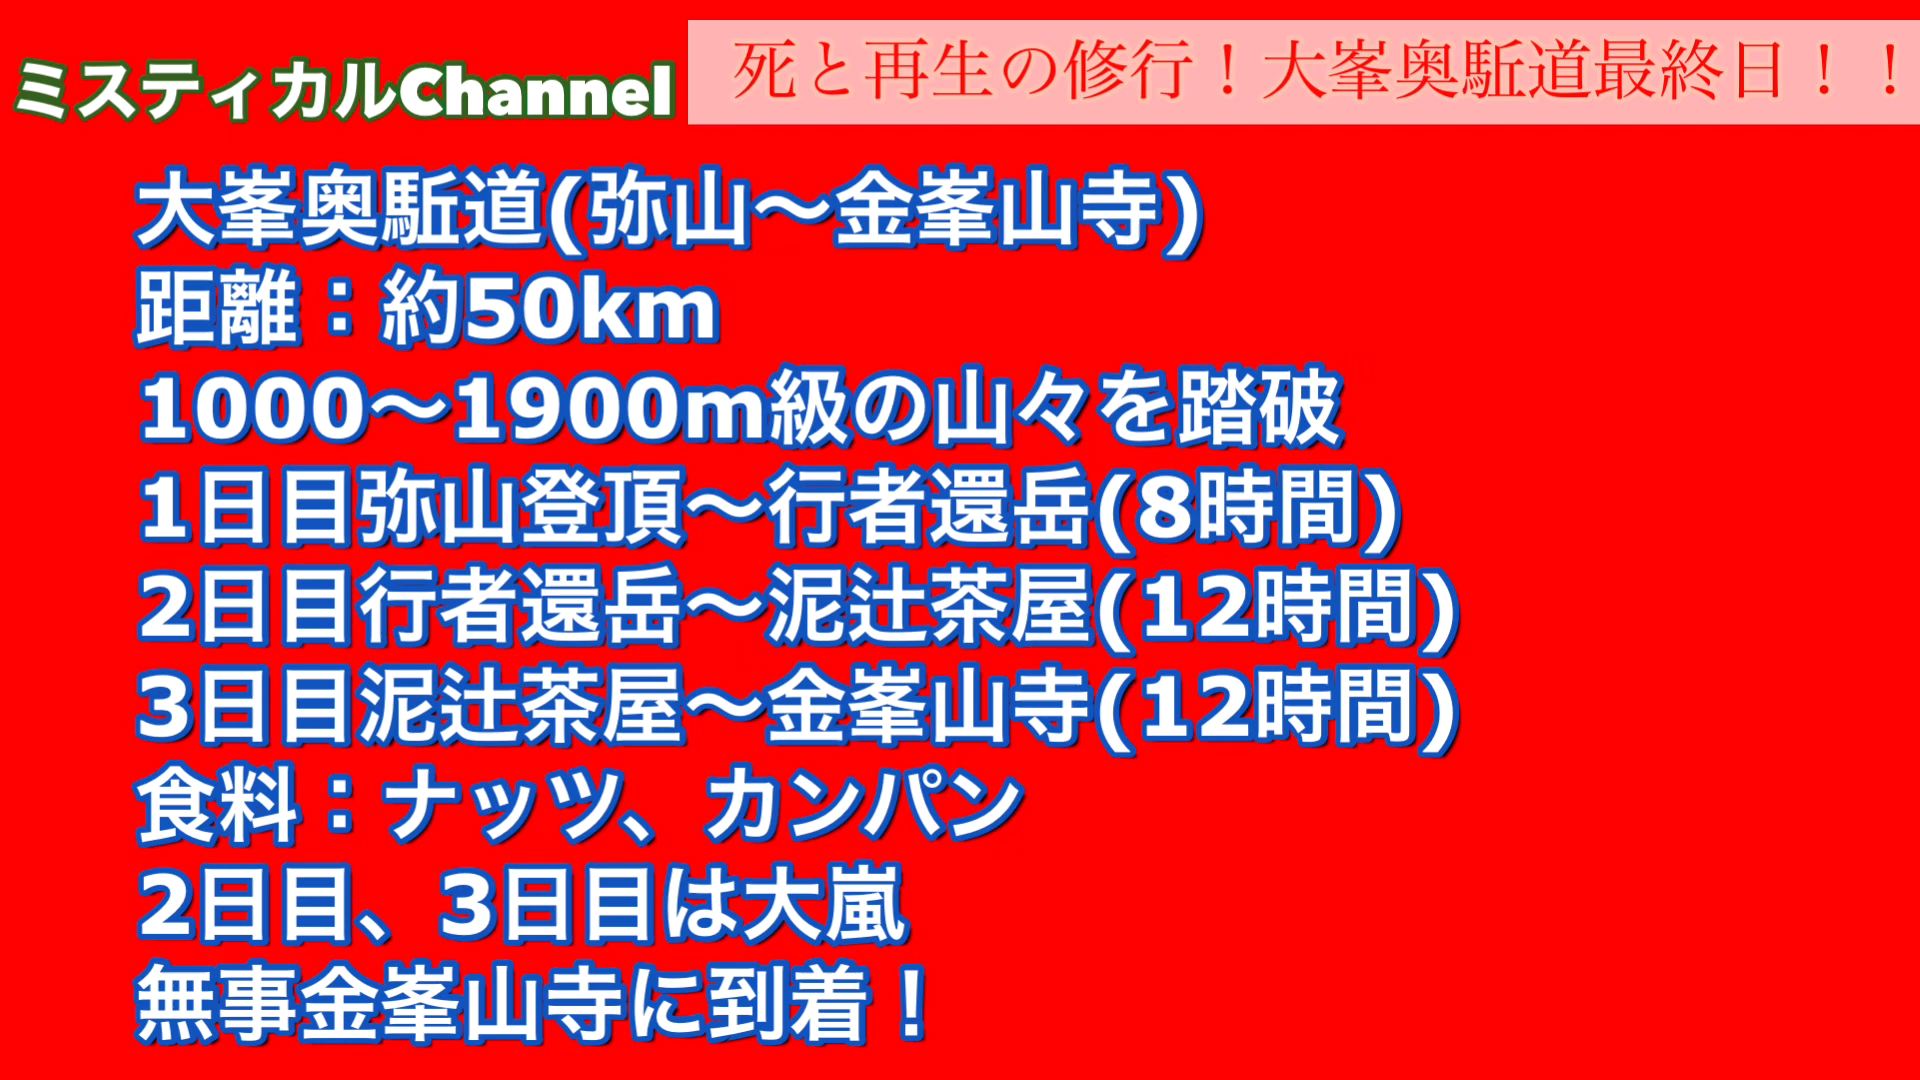 ミスティカルChannel
死と再生の修行！大峯奥駈道最終日！！
大峯奥駈道(弥山〜金峯山寺)
距離：約50km
1000〜1900m級の山々を踏破
1日目弥山登頂〜行者還岳(8時間)
2日目行者還岳〜泥辻茶屋(12時間)
3日目泥辻茶屋〜金峯山寺(12時間)
食料：ナッツ、カンパン
2日目、3日目は大嵐
無事金峯山寺に到着！